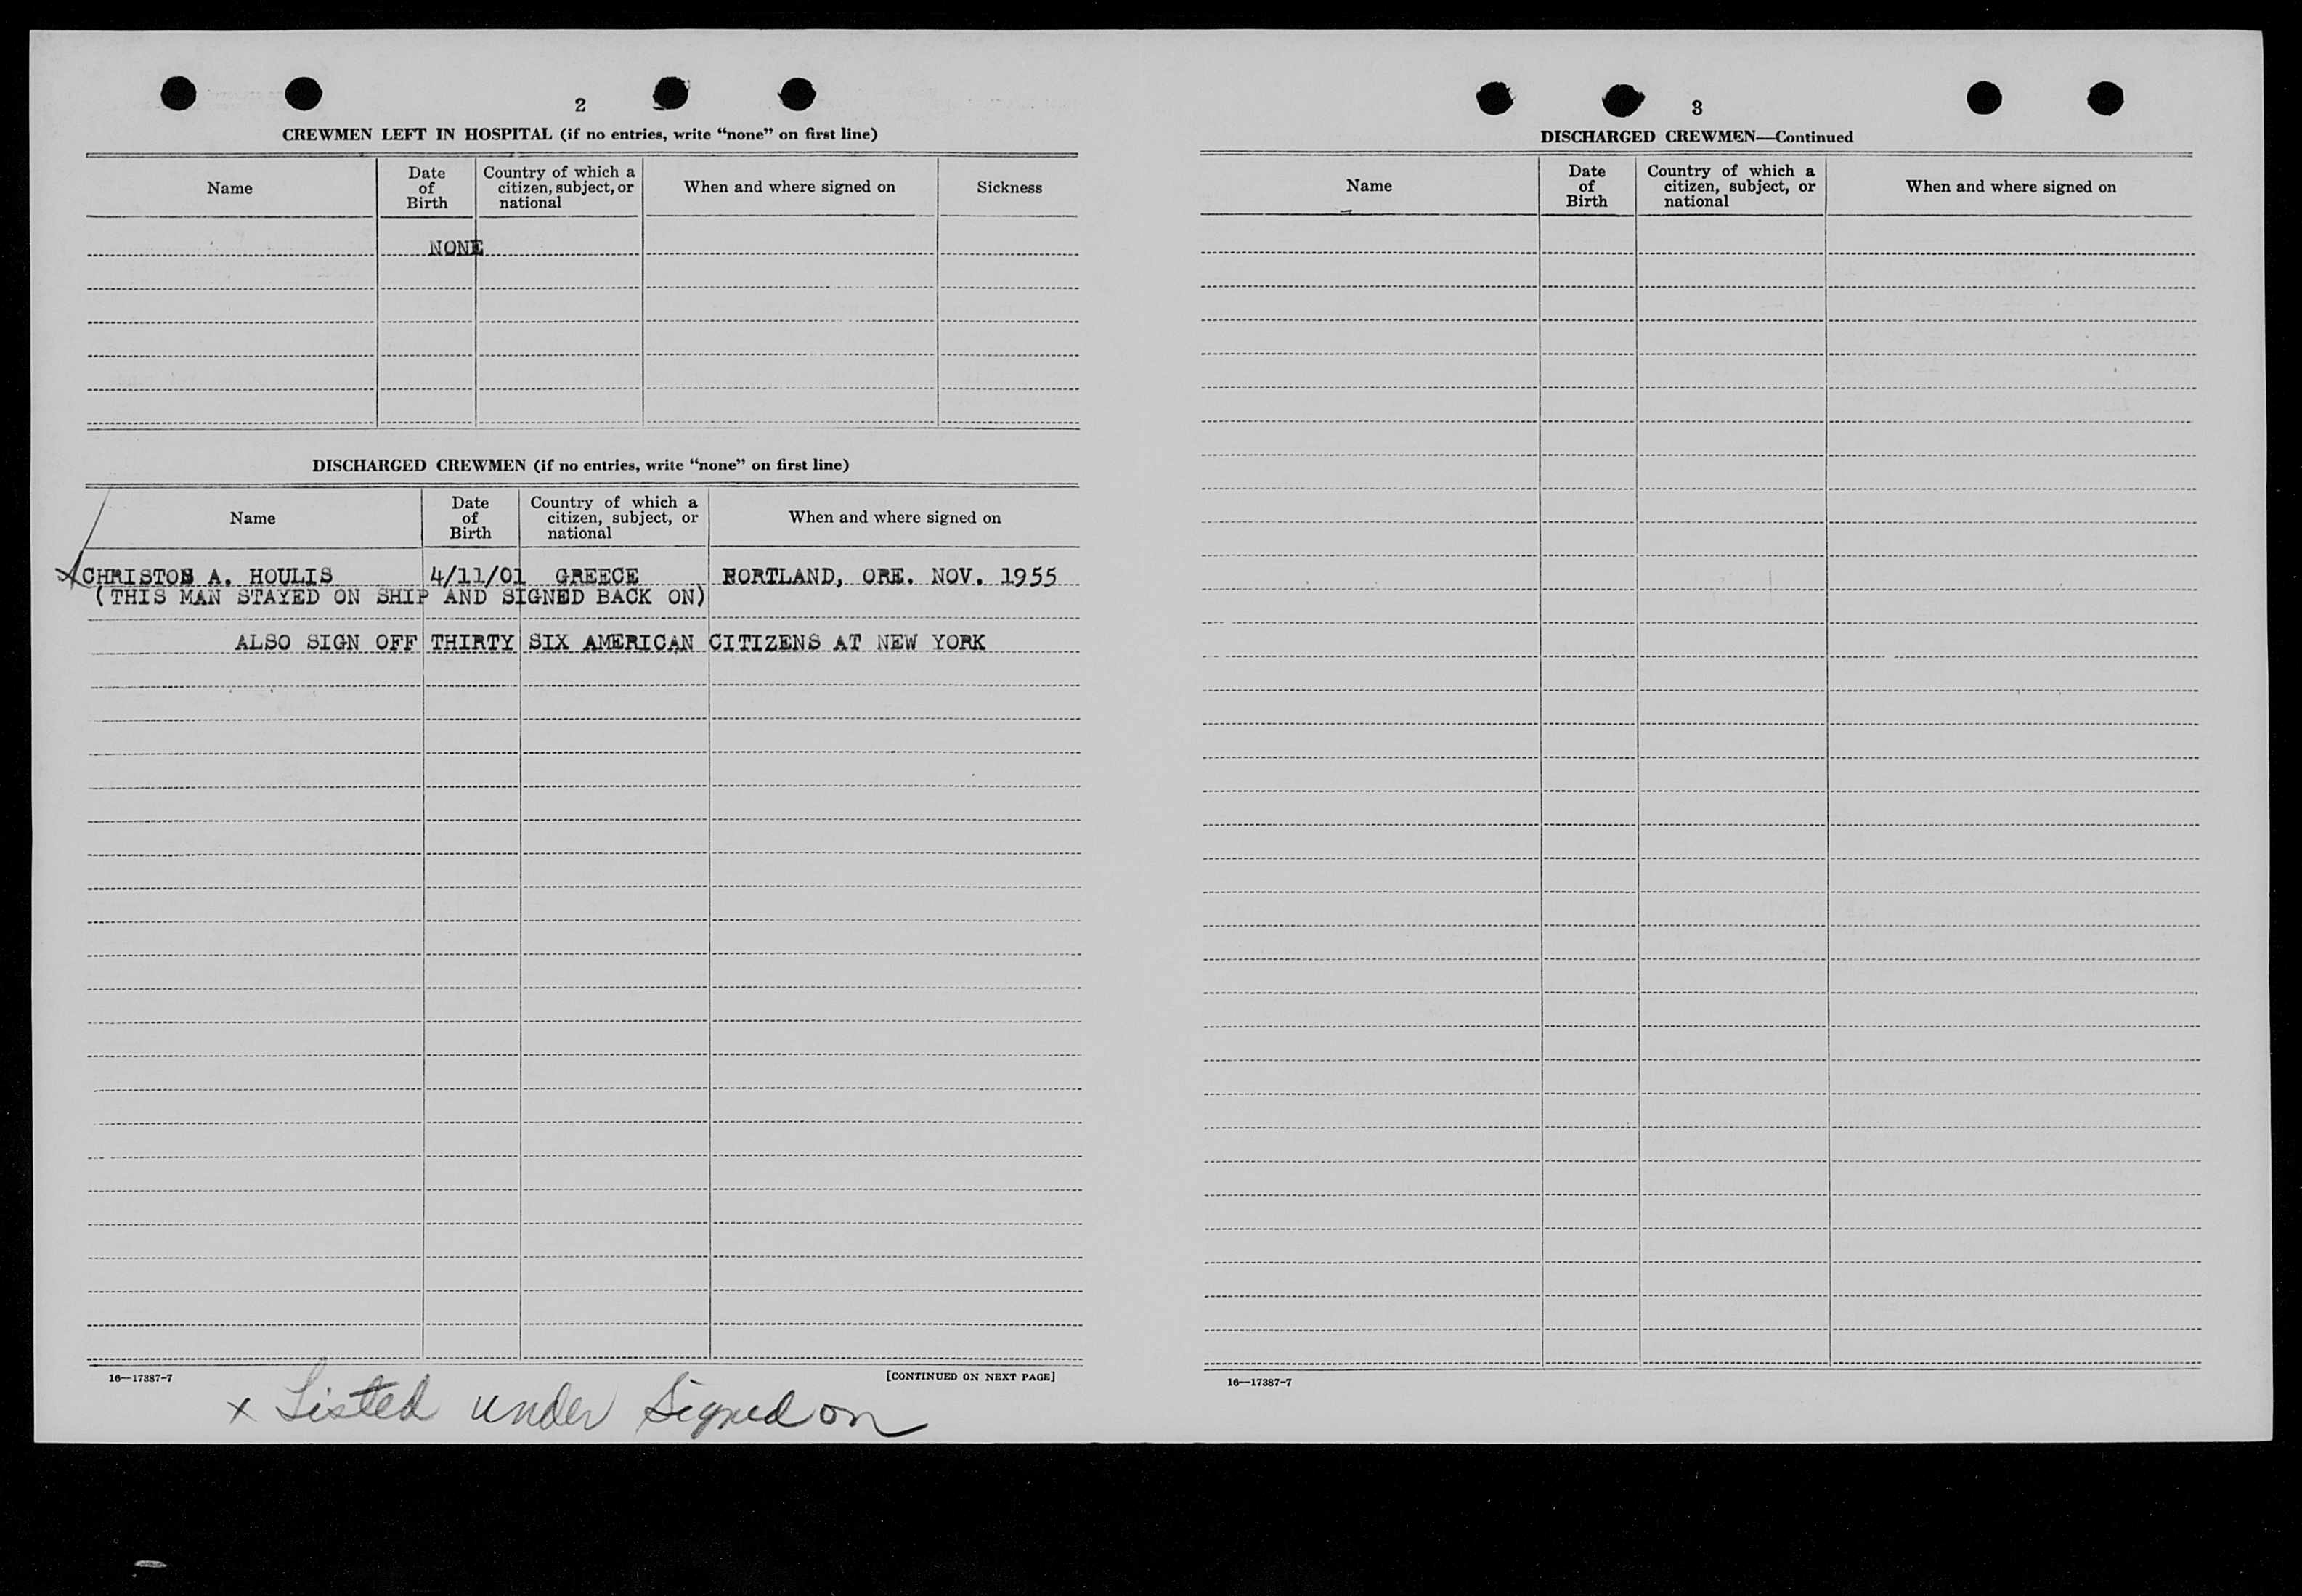 2
CREWMEN LEFT IN HOSPITAL (if no entries, write “none” on first line)
Name
Date of Birth
Country of which a citizen, subject, or national
When and where signed on
Sickness
NONE
DISCHARGED CREWMEN (if no entries, write “none” on first line)
Name
Date of Birth
Country of which a citizen, subject, or national
When and where signed on
CHRISTOS A. HOULIS 4/11/01 GREECE PORTLAND, ORE. NOV. 1955
(THIS MAN STAYED ON SHIP AND SIGNED BACK ON)
ALSO SIGN OFF THIRTY SIX AMERICAN CITIZENS AT NEW YORK
16—17387-7
[CONTINUED ON NEXT PAGE]
x Listed under Signed on
3
DISCHARGED CREWMEN—Continued
Name
Date of Birth
Country of which a citizen, subject, or national
When and where signed on
16—17387-7